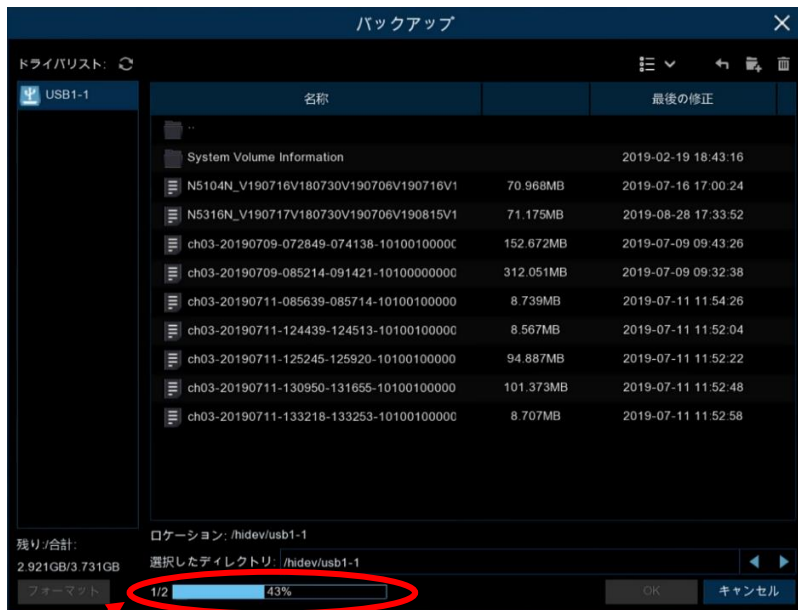 バックアップ
ドライバリスト:
USB1-1
名称
最後の修正
..
System Volume Information 2019-02-19 18:43:16
N5104N_V190716V180730V190706V190716V1 70.968MB 2019-07-16 17:00:24
N5316N_V190717V180730V190706V190815V1 71.175MB 2019-08-28 17:33:52
ch03-20190709-072849-074138-10100100000 152.672MB 2019-07-09 09:43:26
ch03-20190709-085214-091421-10100000000 312.051MB 2019-07-09 09:32:38
ch03-20190711-085639-085714-10100100000 8.739MB 2019-07-11 11:54:26
ch03-20190711-124439-124513-10100100000 8.567MB 2019-07-11 11:52:04
ch03-20190711-125245-125920-10100100000 94.887MB 2019-07-11 11:52:22
ch03-20190711-130950-131655-10100100000 101.373MB 2019-07-11 11:52:48
ch03-20190711-133218-133253-10100100000 8.707MB 2019-07-11 11:52:58
残り:/合計:
2.921GB/3.731GB
ロケーション: /hidev/usb1-1
選択したディレクトリ: /hidev/usb1-1
フォーマット
1/2 43%
OK
キャンセル